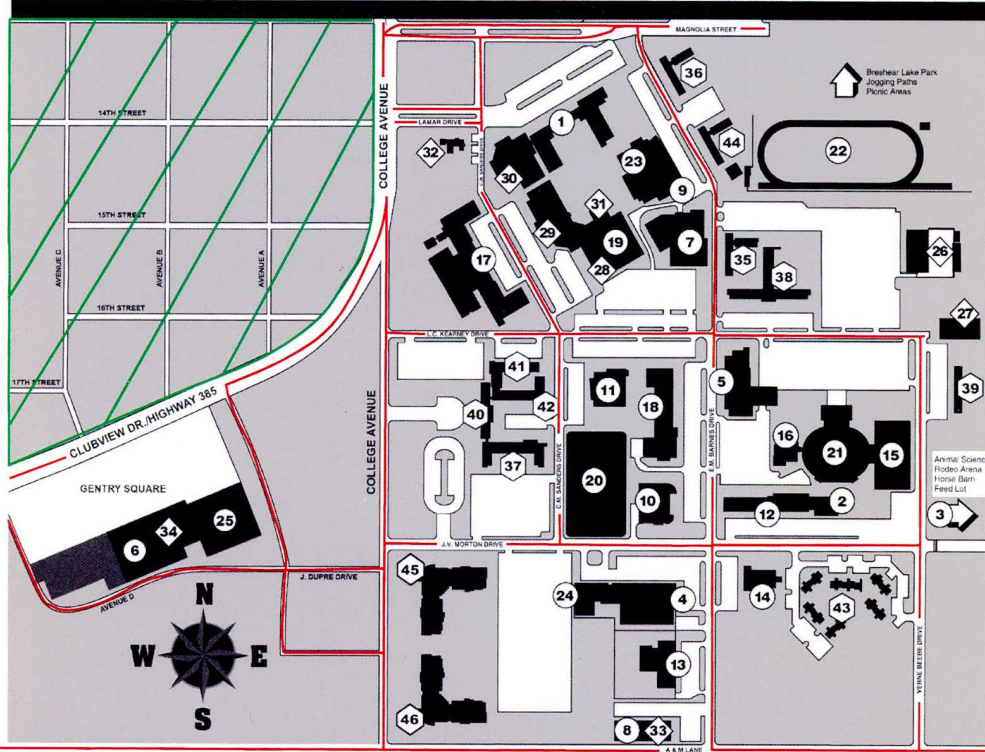 MAGNOLIA STREET
36
Breshear Lake Park
Jogging Paths
Picnic Areas
14TH STREET
COLLEGE AVENUE
LAMAR DRIVE
1
44
22
32
C.M. SANDERS DRIVE
30
23
9
15TH STREET
31
29
19
7
17
28
35
38
26
AVENUE C
AVENUE B
AVENUE A
16TH STREET
27
L.C. KEARNEY DRIVE
41
5
17TH STREET
11
39
40
42
18
CLUBVIEW DR./HIGHWAY 385
COLLEGE AVENUE
E.M. BARNES DRIVE
16
21
15
37
C.M. SANDERS DRIVE
20
Animal Scienc
Rodeo Arena
Horse Barn
Feed Lot
GENTRY SQUARE
10
12
2
3
25
34
6
J.V. MORTON DRIVE
45
J. DUPRE DRIVE
AVENUE D
24
4
14
43
N
W
E
S
13
VERNE BEERE DRIVE
46
8
33
A & M LANE